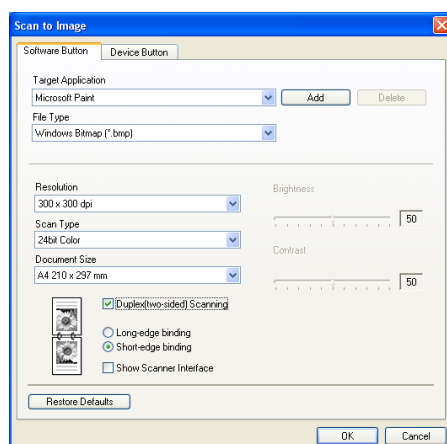 Scan to Image
Software Button
Device Button
Target Application
Microsoft Paint
Add
Delete
File Type
Windows Bitmap (*.bmp)
Resolution
300 x 300 dpi
Scan Type
24bit Color
Document Size
A4 210 x 297 mm
Brightness
50
Contrast
50
Duplex(two-sided) Scanning
Long-edge binding
Short-edge binding
Show Scanner Interface
Restore Defaults
OK
Cancel